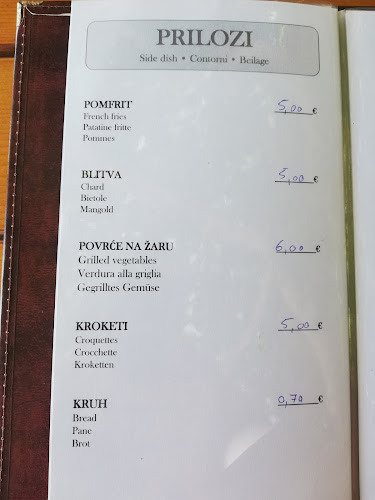 PRILOZI
Side dish • Contorni • Beilage
POMFRIT 5,00 €
French fries
Patatine fritte
Pommes
BLITVA 5,00 €
Chard
Bietole
Mangold
POVRĆE NA ŽARU 6,00 €
Grilled vegetables
Verdura alla griglia
Gegrilltes Gemüse
KROKETI 5,00 €
Croquettes
Crocchette
Kroketten
KRUH 0,70 €
Bread
Pane
Brot